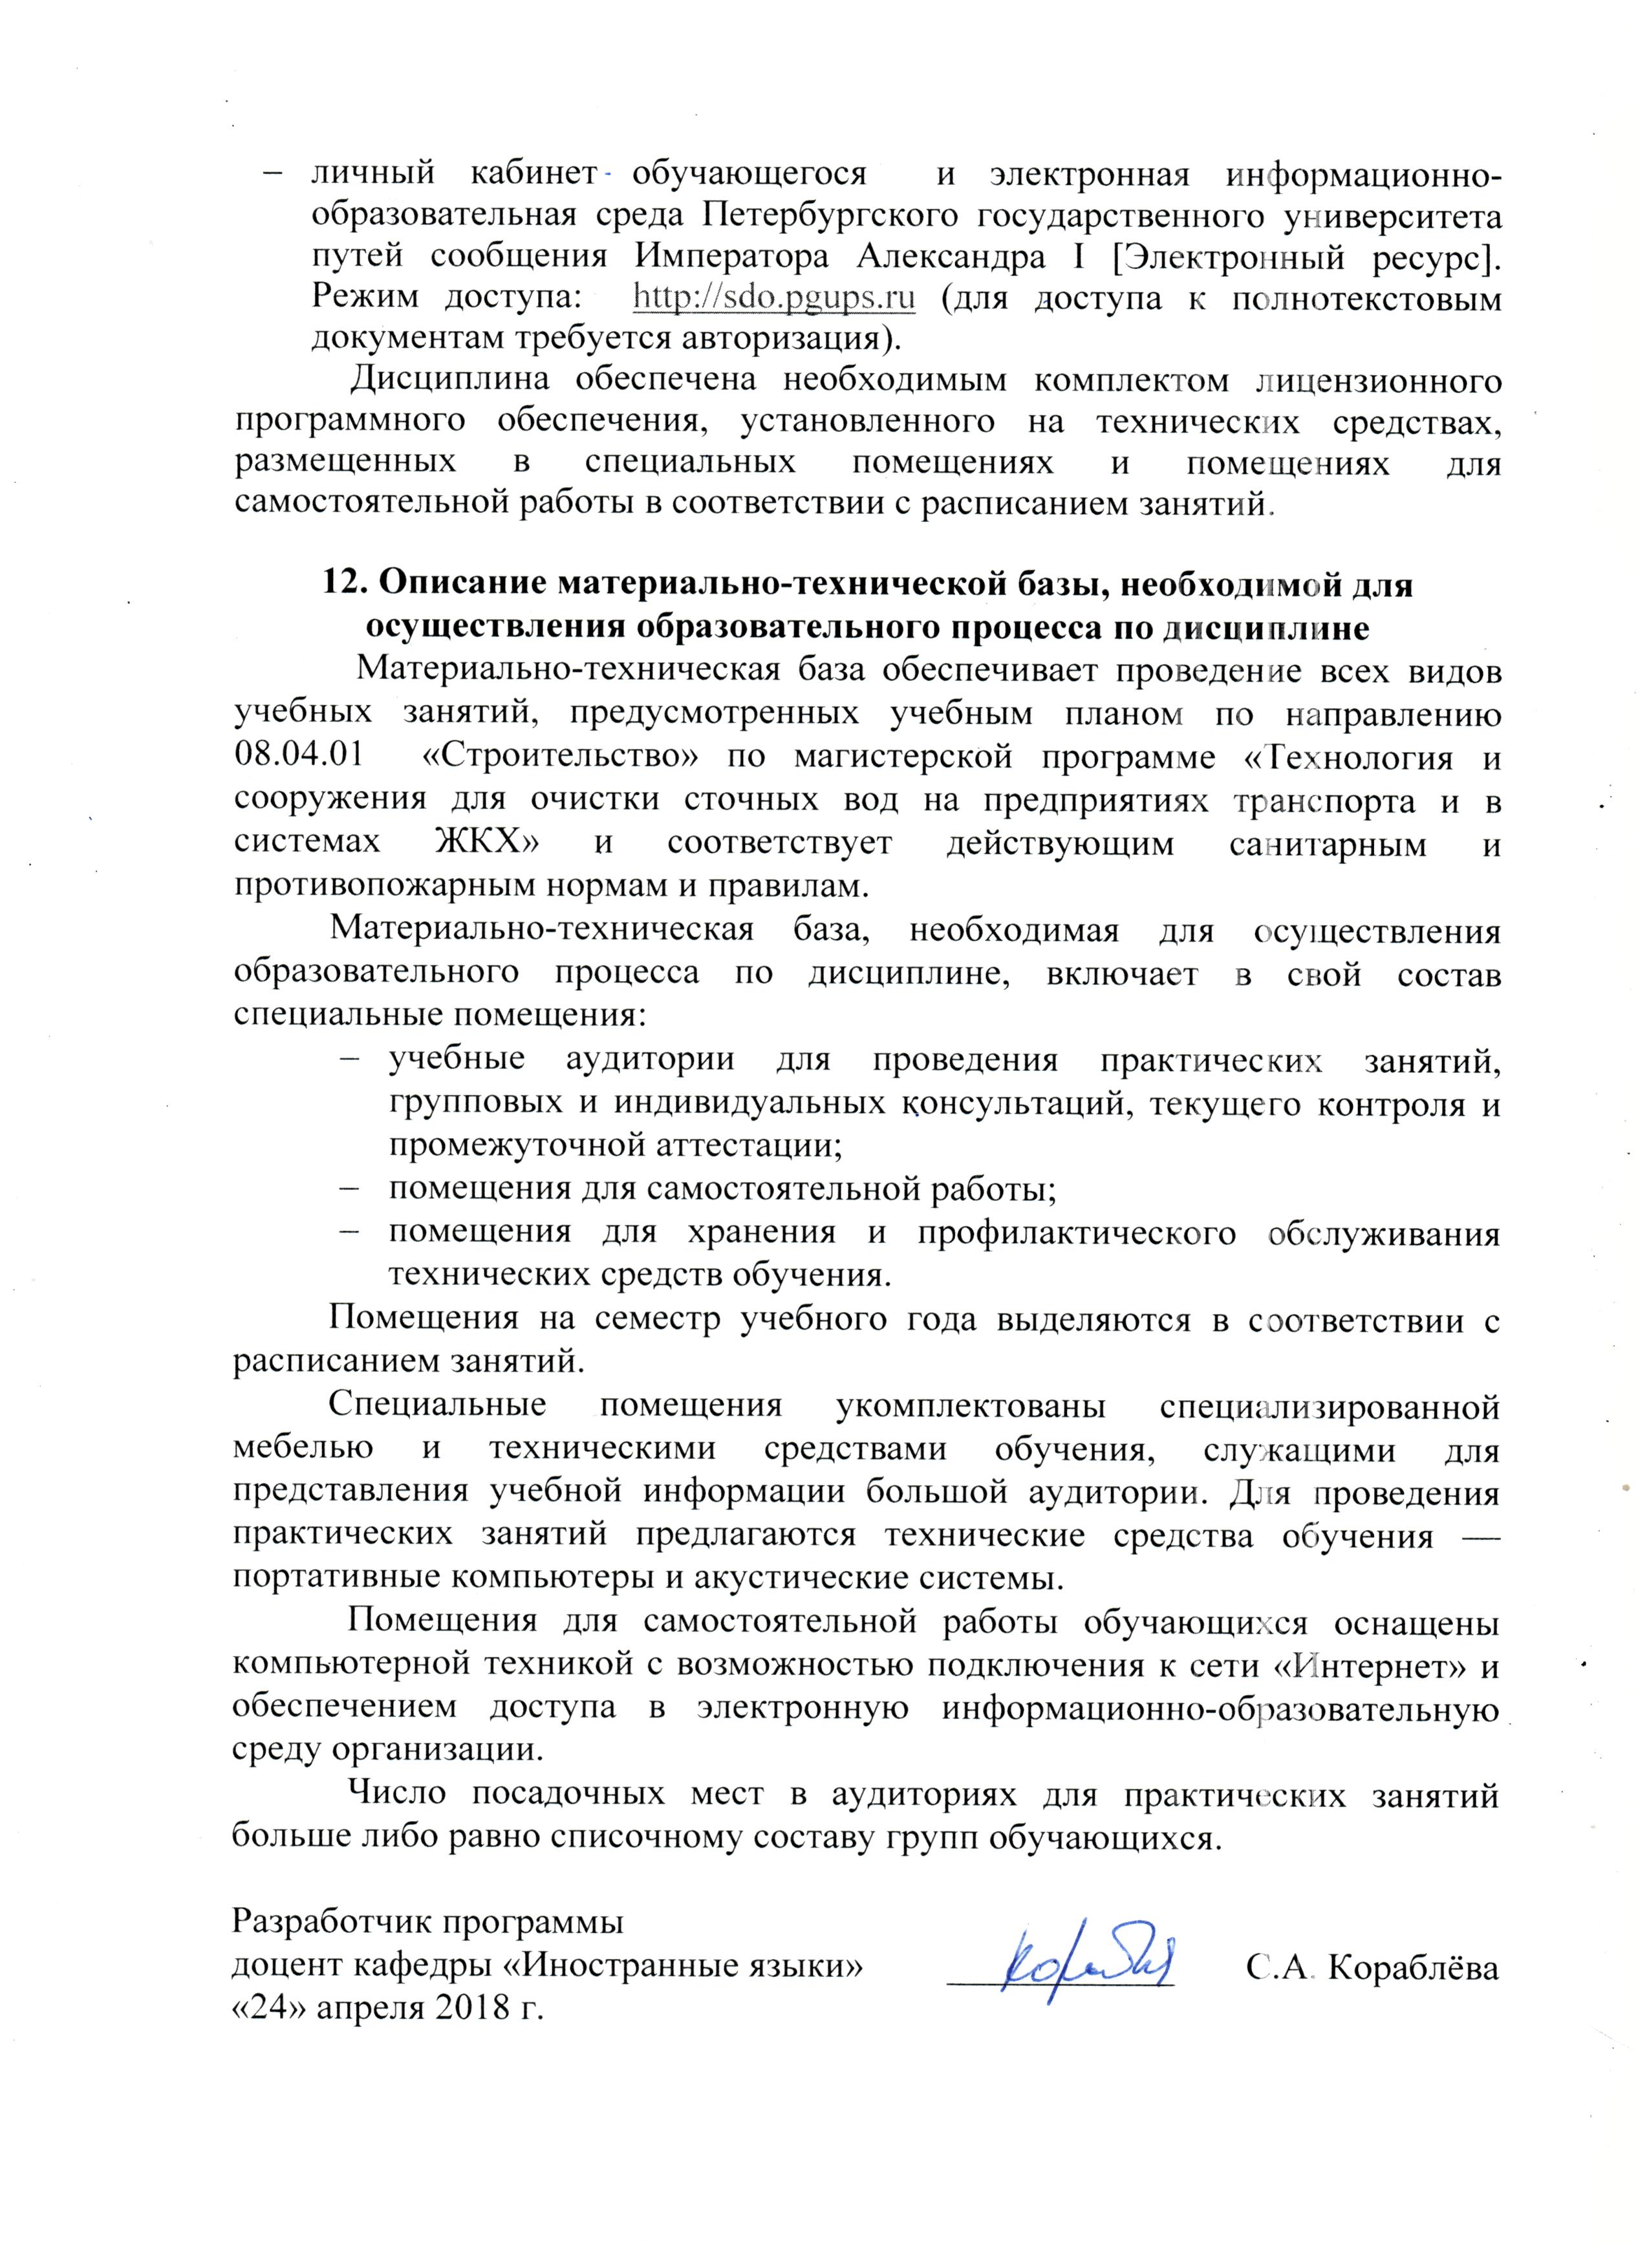 – личный кабинет обучающегося и электронная информационно-
образовательная среда Петербургского государственного университета
путей сообщения Императора Александра I [Электронный ресурс].
Режим доступа: http://sdo.pgups.ru (для доступа к полнотекстовым
документам требуется авторизация).
Дисциплина обеспечена необходимым комплектом лицензионного
программного обеспечения, установленного на технических средствах,
размещенных в специальных помещениях и помещениях для
самостоятельной работы в соответствии с расписанием занятий.
12. Описание материально-технической базы, необходимой для
осуществления образовательного процесса по дисциплине
Материально-техническая база обеспечивает проведение всех видов
учебных занятий, предусмотренных учебным планом по направлению
08.04.01 «Строительство» по магистерской программе «Технология и
сооружения для очистки сточных вод на предприятиях транспорта и в
системах ЖКХ» и соответствует действующим санитарным и
противопожарным нормам и правилам.
Материально-техническая база, необходимая для осуществления
образовательного процесса по дисциплине, включает в свой состав
специальные помещения:
– учебные аудитории для проведения практических занятий,
групповых и индивидуальных консультаций, текущего контроля и
промежуточной аттестации;
– помещения для самостоятельной работы;
– помещения для хранения и профилактического обслуживания
технических средств обучения.
Помещения на семестр учебного года выделяются в соответствии с
расписанием занятий.
Специальные помещения укомплектованы специализированной
мебелью и техническими средствами обучения, служащими для
представления учебной информации большой аудитории. Для проведения
практических занятий предлагаются технические средства обучения —
портативные компьютеры и акустические системы.
Помещения для самостоятельной работы обучающихся оснащены
компьютерной техникой с возможностью подключения к сети «Интернет» и
обеспечением доступа в электронную информационно-образовательную
среду организации.
Число посадочных мест в аудиториях для практических занятий
больше либо равно списочному составу групп обучающихся.
Разработчик программы
доцент кафедры «Иностранные языки» С.А. Кораблёва
«24» апреля 2018 г.